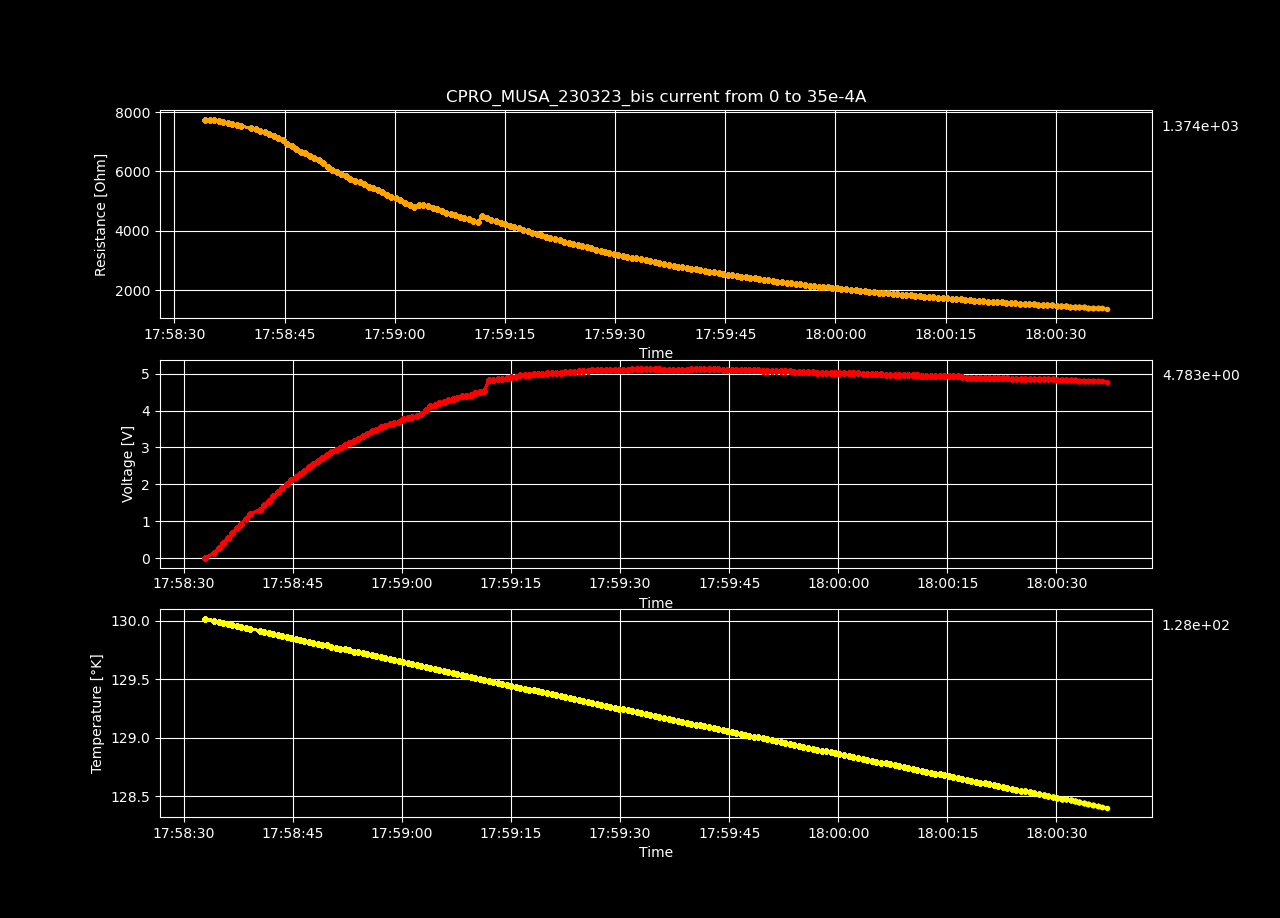 CPRO_MUSA_230323_bis current from 0 to 35e-4A
8000
6000
4000
2000
Resistance [Ohm]
1.374e+03
17:58:30 17:58:45 17:59:00 17:59:15 17:59:30 17:59:45 18:00:00 18:00:15 18:00:30
Time
5
4
3
2
1
0
Voltage [V]
4.783e+00
17:58:30 17:58:45 17:59:00 17:59:15 17:59:30 17:59:45 18:00:00 18:00:15 18:00:30
Time
130.0
129.5
129.0
128.5
Temperature [°K]
1.28e+02
17:58:30 17:58:45 17:59:00 17:59:15 17:59:30 17:59:45 18:00:00 18:00:15 18:00:30
Time